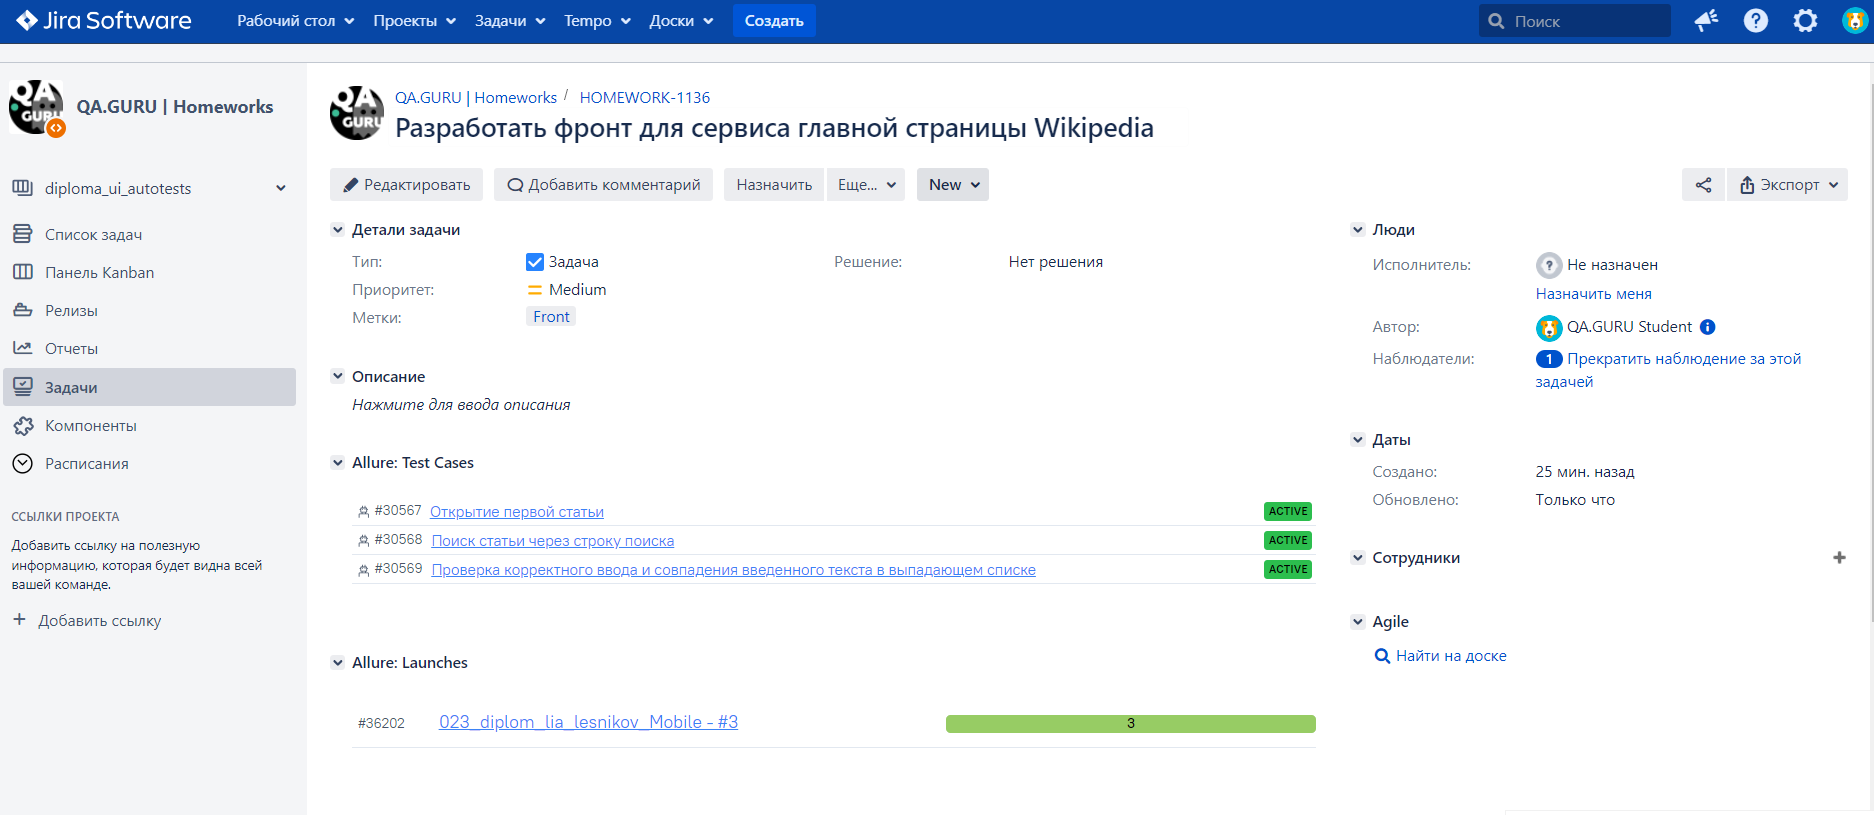 Jira Software
Рабочий стол
Проекты
Задачи
Tempo
Доски
Создать
Поиск
QA.GURU | Homeworks
diploma_ui_autotests
Список задач
Панель Kanban
Релизы
Отчеты
Задачи
Компоненты
Расписания
ССЫЛКИ ПРОЕКТА
Добавить ссылку на полезную
информацию, которая будет видна всей
вашей команде.
+ Добавить ссылку
QA GURU
QA.GURU | Homeworks / HOMEWORK-1136
Разработать фронт для сервиса главной страницы Wikipedia
Редактировать
Добавить комментарий
Назначить
Еще...
New
Экспорт
Детали задачи
Тип: Задача
Решение: Нет решения
Приоритет: Medium
Метки: Front
Описание
Нажмите для ввода описания
Allure: Test Cases
#30567 Открытие первой статьи ACTIVE
#30568 Поиск статьи через строку поиска ACTIVE
#30569 Проверка корректного ввода и совпадения введенного текста в выпадающем списке ACTIVE
Allure: Launches
#36202 023_diplom_lia_lesnikov_Mobile - #3 3
Люди
Исполнитель: Не назначен
Назначить меня
Автор: QA.GURU Student
Наблюдатели: 1 Прекратить наблюдение за этой
задачей
Даты
Создано: 25 мин. назад
Обновлено: Только что
Сотрудники
Agile
Найти на доске